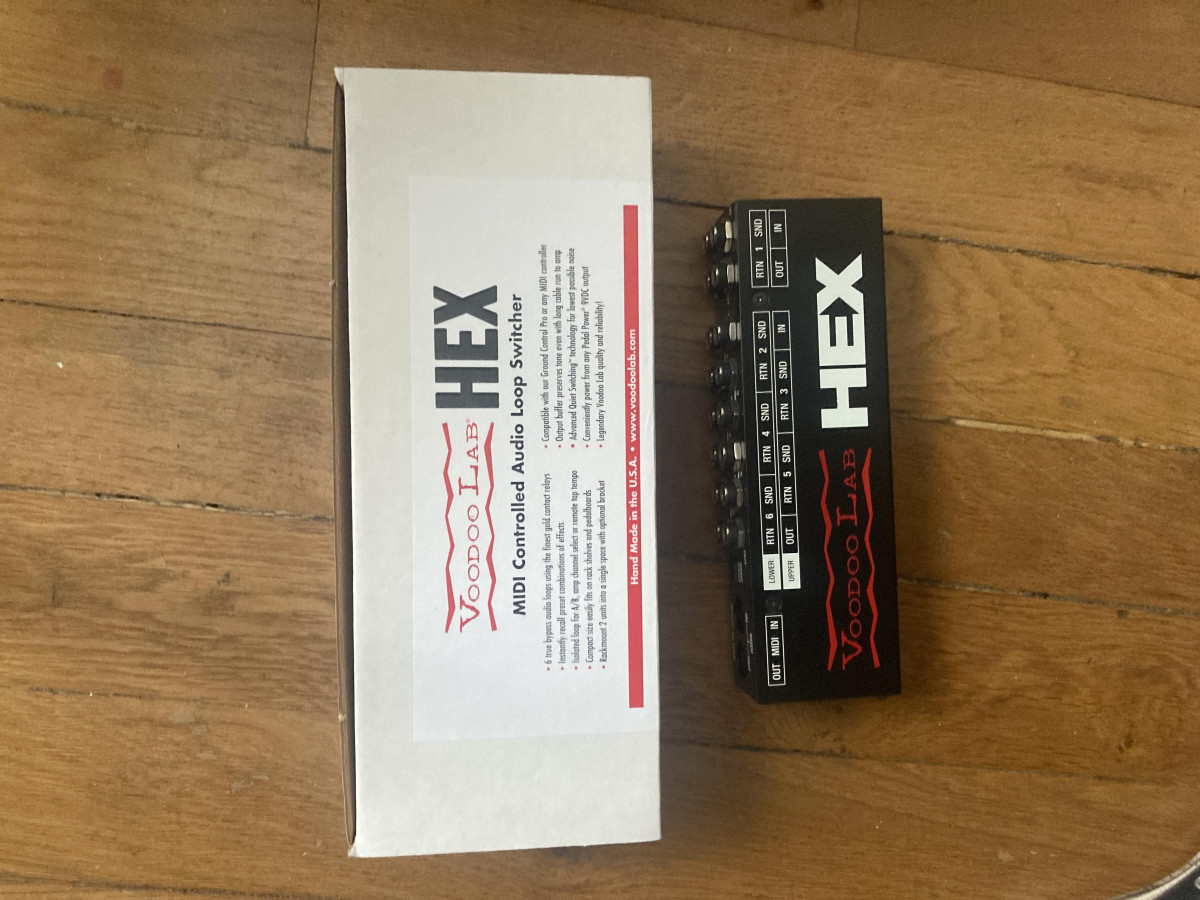 VOODOO LAB® HEX
MIDI Controlled Audio Loop Switcher
• 6 true bypass audio loops using the finest gold contact relays
• Instantly recall preset combinations of effects
• Isolated loop for A/B, amp channel select or remote tap tempo
• Compact size easily fits on rack shelves and pedalboards
• Rackmount 2 units into a single space with optional bracket
• Compatible with our Ground Control Pro or any MIDI controller
• Output buffer preserves tone even with long cable run to amp
• Advanced Quiet Switching™ technology for lowest possible noise
• Conveniently power from any Pedal Power® 9VDC output
• Legendary Voodoo Lab quality and reliability!
Hand Made in the U.S.A. • www.voodoolab.com
OUT MIDI IN
LOWER RTN 6 SND RTN 4 SND RTN 2 SND RTN 1 SND
UPPER OUT RTN 5 SND RTN 3 SND IN OUT IN
VOODOO LAB HEX